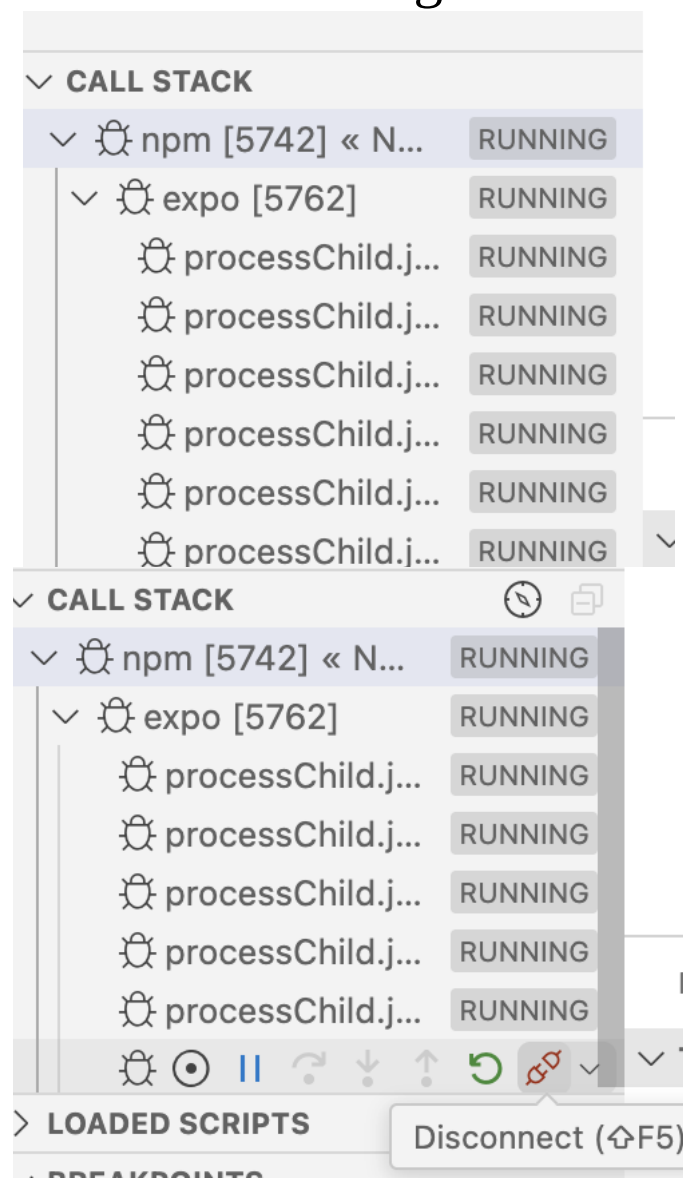 CALL STACK
npm [5742] « N... RUNNING
expo [5762] RUNNING
processChild.j... RUNNING
processChild.j... RUNNING
processChild.j... RUNNING
processChild.j... RUNNING
processChild.j... RUNNING
processChild.j... RUNNING
CALL STACK
npm [5742] « N... RUNNING
expo [5762] RUNNING
processChild.j... RUNNING
processChild.j... RUNNING
processChild.j... RUNNING
processChild.j... RUNNING
processChild.j... RUNNING
LOADED SCRIPTS
Disconnect (⇧F5)
BREAKPOINTS